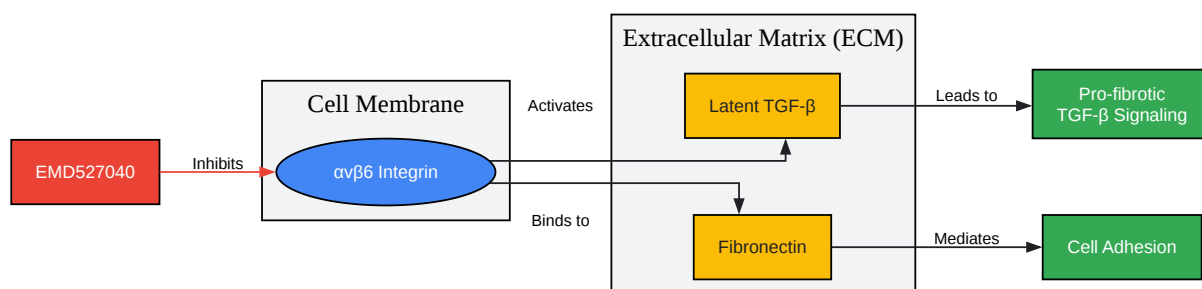 Extracellular Matrix (ECM)
Cell Membrane
Activates
Latent TGF-β
Leads to
Pro-fibrotic
TGF-β Signaling
EMD527040
Inhibits
αvβ6 Integrin
Binds to
Fibronectin
Mediates
Cell Adhesion